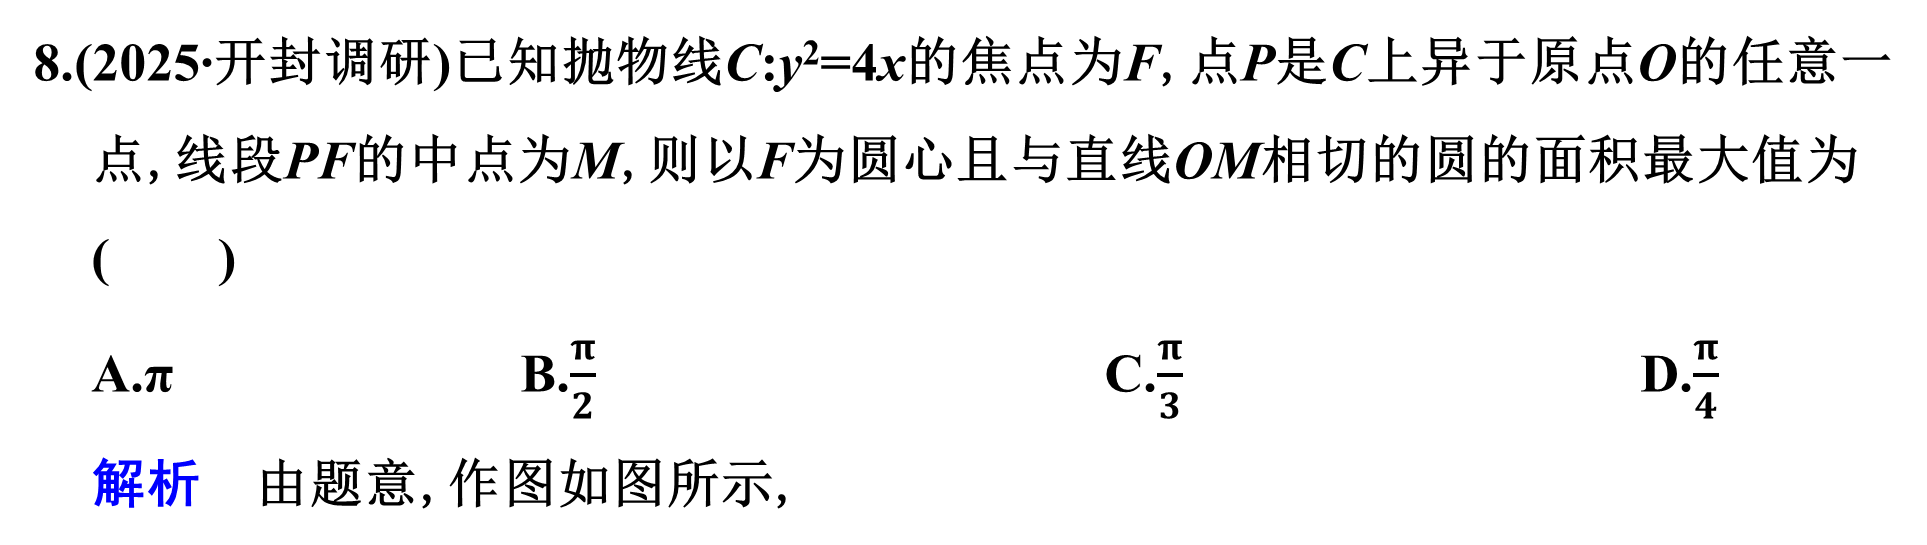 8.(2025·开封调研)已知抛物线C:y²=4x的焦点为F,点P是C上异于原点O的任意一
点,线段PF的中点为M,则以F为圆心且与直线OM相切的圆的面积最大值为
(　　)
A.π　B.π/2　C.π/3　D.π/4
解析　由题意,作图如图所示,